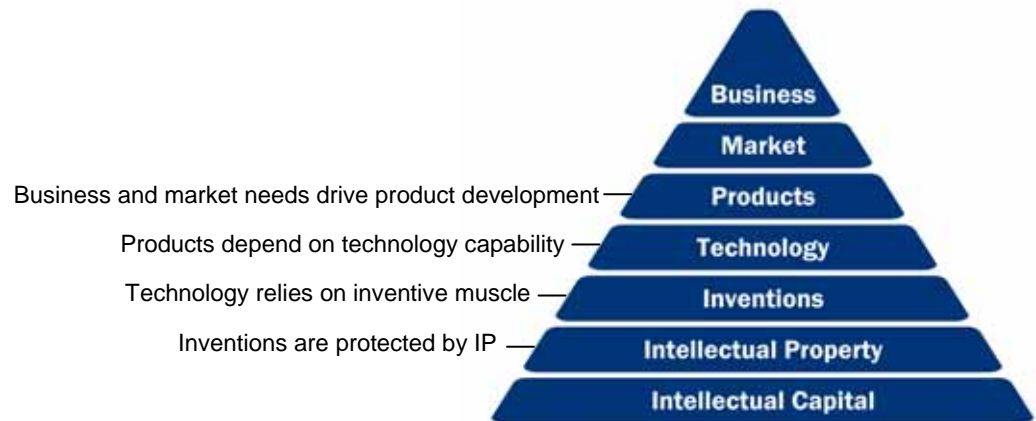 Business
Market
Business and market needs drive product development
Products
Products depend on technology capability
Technology
Technology relies on inventive muscle
Inventions
Inventions are protected by IP
Intellectual Property
Intellectual Capital